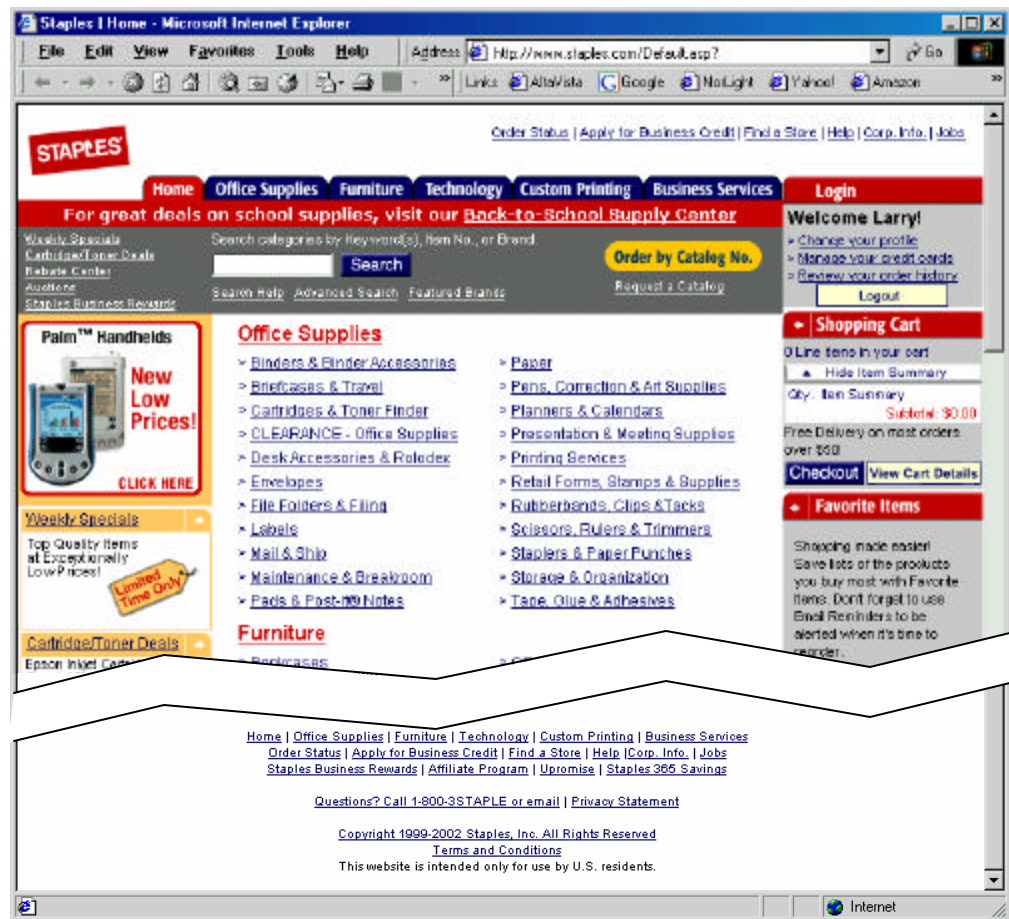 Staples I Home - Microsoft Internet Explorer
File Edit View Favorites Tools Help Address http://www.staples.com/Default.asp? Go
Links AltaVista Google NotLight Yahoo! Amazon
STAPLES
Order Status | Apply for Business Credit | Find a Store | Help | Corp. Info. | Jobs
Home Office Supplies Furniture Technology Custom Printing Business Services
For great deals on school supplies, visit our Back-to-School Supply Center
Weekly Specials
Cartridge/Toner Deals
Rebate Center
Auctions
Staples Business Rewards
Search categories by Keyword(s), Item No., or Brand.
Search
Search Help Advanced Search Featured Brands
Order by Catalog No.
Request a Catalog
Login
Welcome Larry!
Change your profile
Manage your credit cards
Review your order history
Logout
Palm™ Handhelds
New
Low
Prices!
CLICK HERE
Weekly Specials
Top Quality Items
at Exceptionally
Low Prices!
Limited
Time Only
Cartridge/Toner Deals
Epson Inkjet
Office Supplies
Binders & Binder Accessories
Briefcases & Travel
Cartridges & Toner Finder
CLEARANCE - Office Supplies
Desk Accessories & Rolodex
Envelopes
File Folders & Filing
Labels
Mail & Ship
Maintenance & Breakroom
Pads & Post-it® Notes
Paper
Pens, Correction & Art Supplies
Planners & Calendars
Presentation & Meeting Supplies
Printing Services
Retail Forms, Stamps & Supplies
Rubberbands, Clips & Tacks
Scissors, Rulers & Trimmers
Staplers & Paper Punches
Storage & Organization
Tape, Glue & Adhesives
Furniture
Bookcases
Shopping Cart
0 Line items in your cart
Hide Item Summary
Qty. Item Summary
Subtotal: $0.00
Free Delivery on most orders
over $50!
Checkout View Cart Details
Favorite Items
Shopping made easier!
Save lists of the products
you buy most with Favorite
Items. Don't forget to use
Email Reminders to be
alerted when it's time to
reorder.
Home | Office Supplies | Furniture | Technology | Custom Printing | Business Services
Order Status | Apply for Business Credit | Find a Store | Help |Corp. Info. | Jobs
Staples Business Rewards | Affiliate Program | Upromise | Staples 365 Savings
Questions? Call 1-800-3STAPLE or email | Privacy Statement
Copyright 1999-2002 Staples, Inc. All Rights Reserved
Terms and Conditions
This website is intended only for use by U.S. residents.
Internet